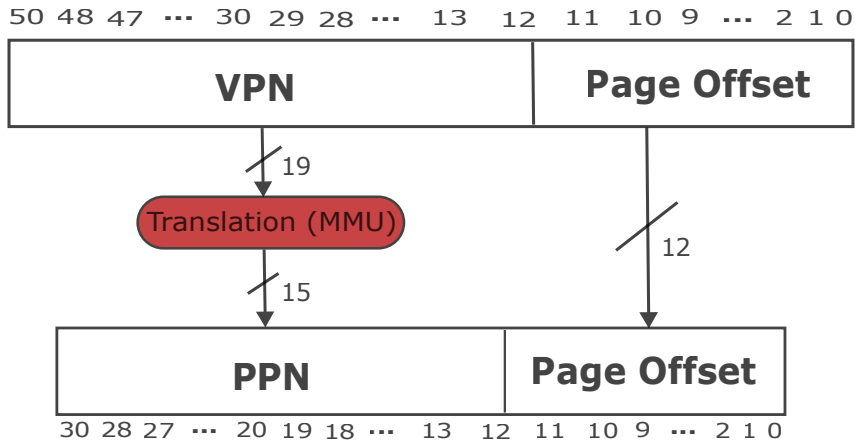 50 48 47 ... 30 29 28 ... 13 12 11 10 9 ... 2 1 0
VPN Page Offset
19
Translation (MMU)
12
15
PPN Page Offset
30 28 27 ... 20 19 18 ... 13 12 11 10 9 ... 2 1 0